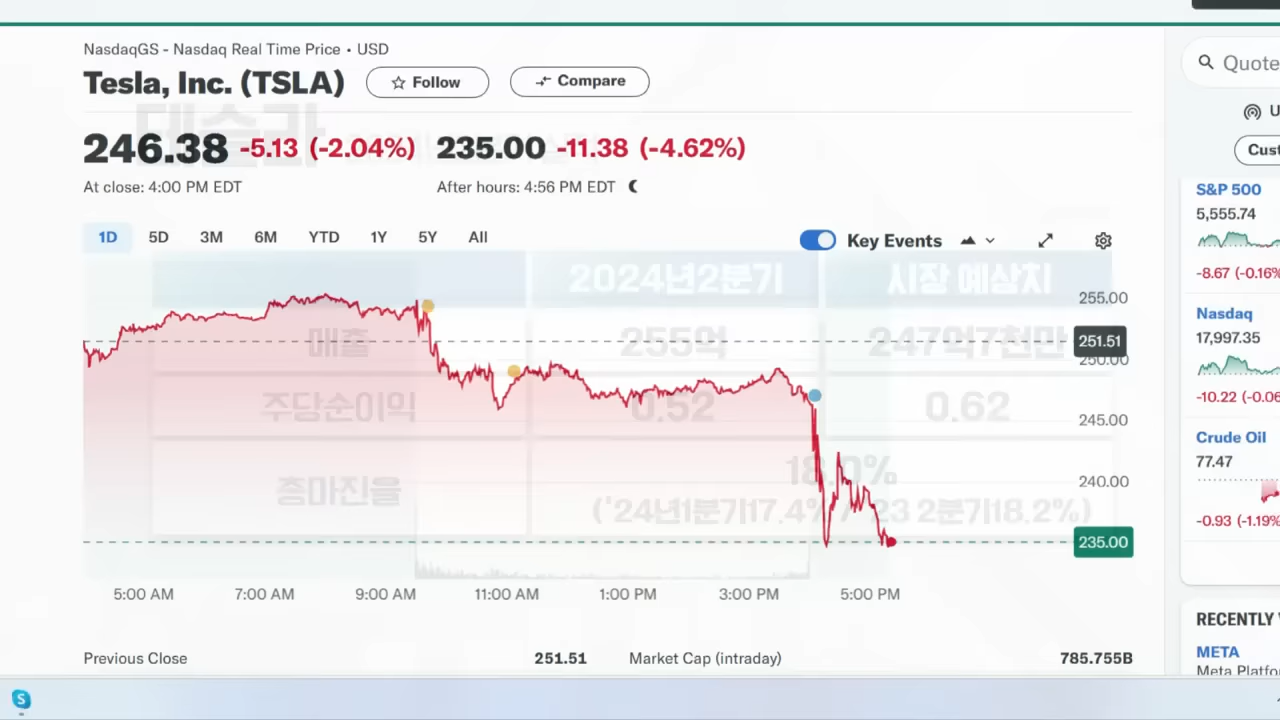 NasdaqGS - Nasdaq Real Time Price • USD
Tesla, Inc. (TSLA)
Follow
Compare
테슬라
246.38 -5.13 (-2.04%) 235.00 -11.38 (-4.62%)
At close: 4:00 PM EDT
After hours: 4:56 PM EDT
1D 5D 3M 6M YTD 1Y 5Y All
Key Events
2024년2분기 시장 예상치
매출 255억 247억7천만
주당순이익 0.52 0.62
총마진율 18.0%
('24년1분기17.4% / '23 2분기18.2%)
255.00
251.51
250.00
245.00
240.00
235.00
5:00 AM 7:00 AM 9:00 AM 11:00 AM 1:00 PM 3:00 PM 5:00 PM
Previous Close 251.51 Market Cap (intraday) 785.755B
Quote
U
Cust
S&P 500
5,555.74
-8.67 (-0.16%
Nasdaq
17,997.35
-10.22 (-0.06
Crude Oil
77.47
-0.93 (-1.19%
RECENTLY
META
Meta Platfo
S